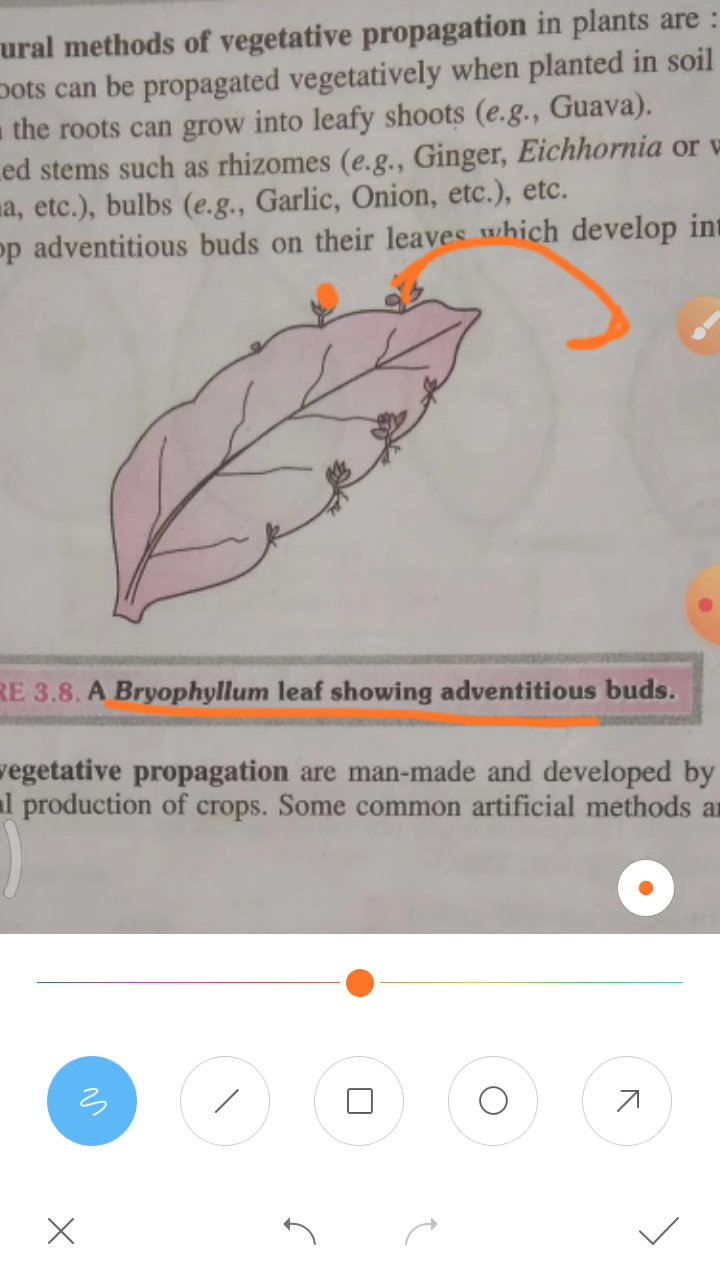 ural methods of vegetative propagation in plants are :
oots can be propagated vegetatively when planted in soil
the roots can grow into leafy shoots (e.g., Guava).
ed stems such as rhizomes (e.g., Ginger, Eichhornia or w
a, etc.), bulbs (e.g., Garlic, Onion, etc.), etc.
op adventitious buds on their leaves which develop int
RE 3.8. A Bryophyllum leaf showing adventitious buds.
vegetative propagation are man-made and developed by
al production of crops. Some common artificial methods a